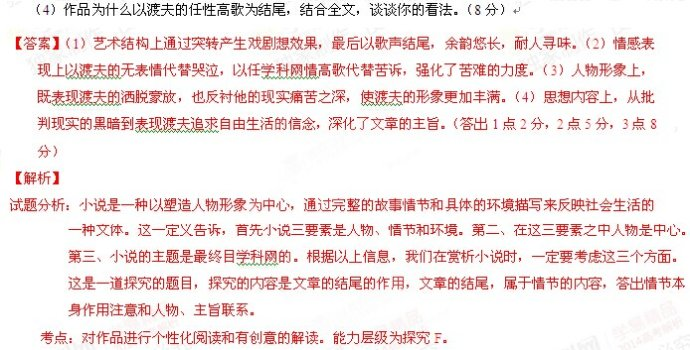 (4)作品为什么以渡夫的任性高歌为结尾，结合全文，谈谈你的看法。（8 分）
【答案】（1）艺术结构上通过突转产生戏剧想效果，最后以歌声结尾，余韵悠长，耐人寻味。（2）情感表
现上以渡夫的无表情代替哭泣，以任学科网情高歌代替苦诉，强化了苦难的力度。（3）人物形象上，
既表现渡夫的洒脱豪放，也反衬他的现实痛苦之深，使渡夫的形象更加丰满。（4）思想内容上，从批
判现实的黑暗到表现渡夫追求自由生活的信念，深化了文章的主旨。（答出 1 点 2 分，2 点 5 分，3 点 8
分）
【解析】
试题分析：小说是一种以塑造人物形象为中心，通过完整的故事情节和具体的环境描写来反映社会生活的
一种文体。这一定义告诉，首先小说三要素是人物、情节和环境。第二、在这三要素之中人物是中心。
第三、小说的主题是最终目学科网的。根据以上信息，我们在赏析小说时，一定要考虑这三个方面。
这是一道探究的题目，探究的内容是文章的结尾的作用，文章的结尾，属于情节的内容，答出情节本
身作用注意和人物、主旨联系。
考点：对作品进行个性化阅读和有创意的解读。能力层级为探究 F。